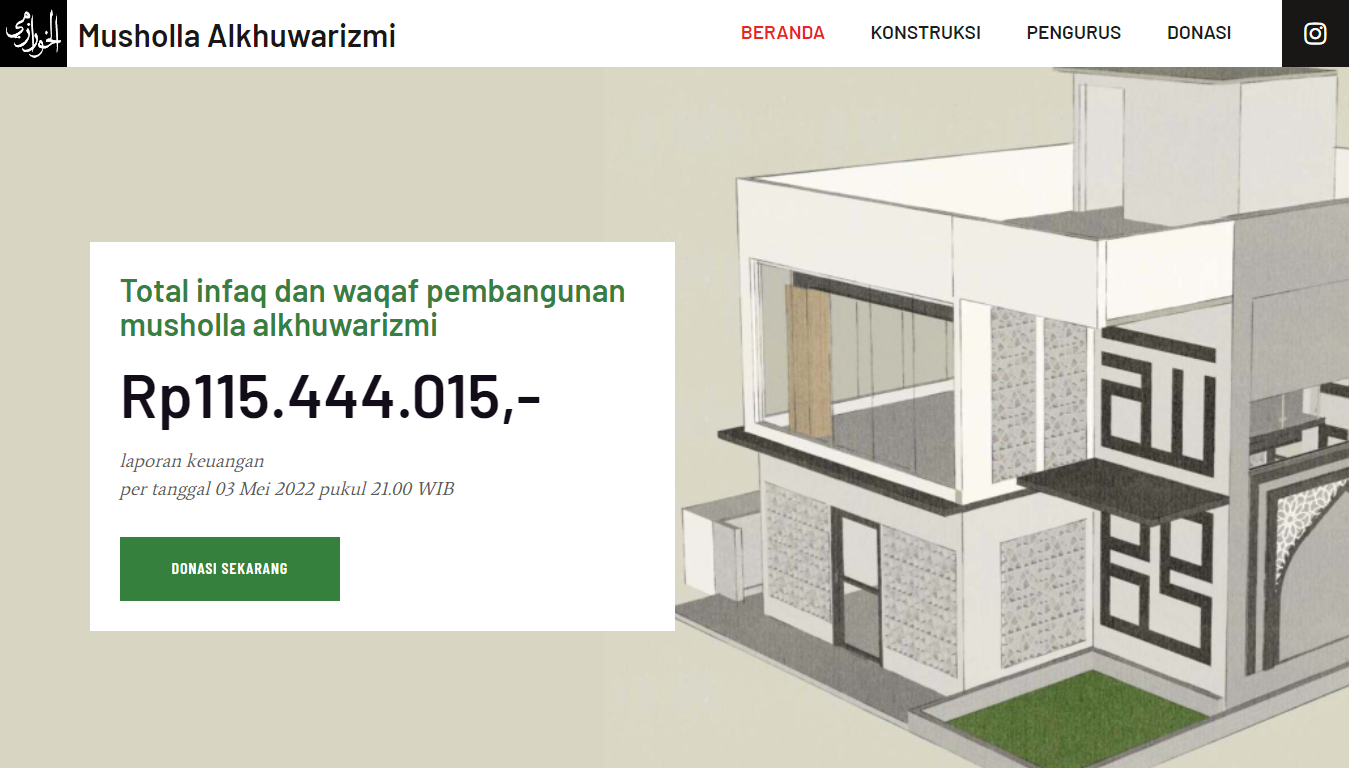 الخوارزمي
Musholla Alkhuwarizmi
BERANDA KONSTRUKSI PENGURUS DONASI
Total infaq dan waqaf pembangunan
musholla alkhuwarizmi
Rp115.444.015,-
laporan keuangan
per tanggal 03 Mei 2022 pukul 21.00 WIB
DONASI SEKARANG